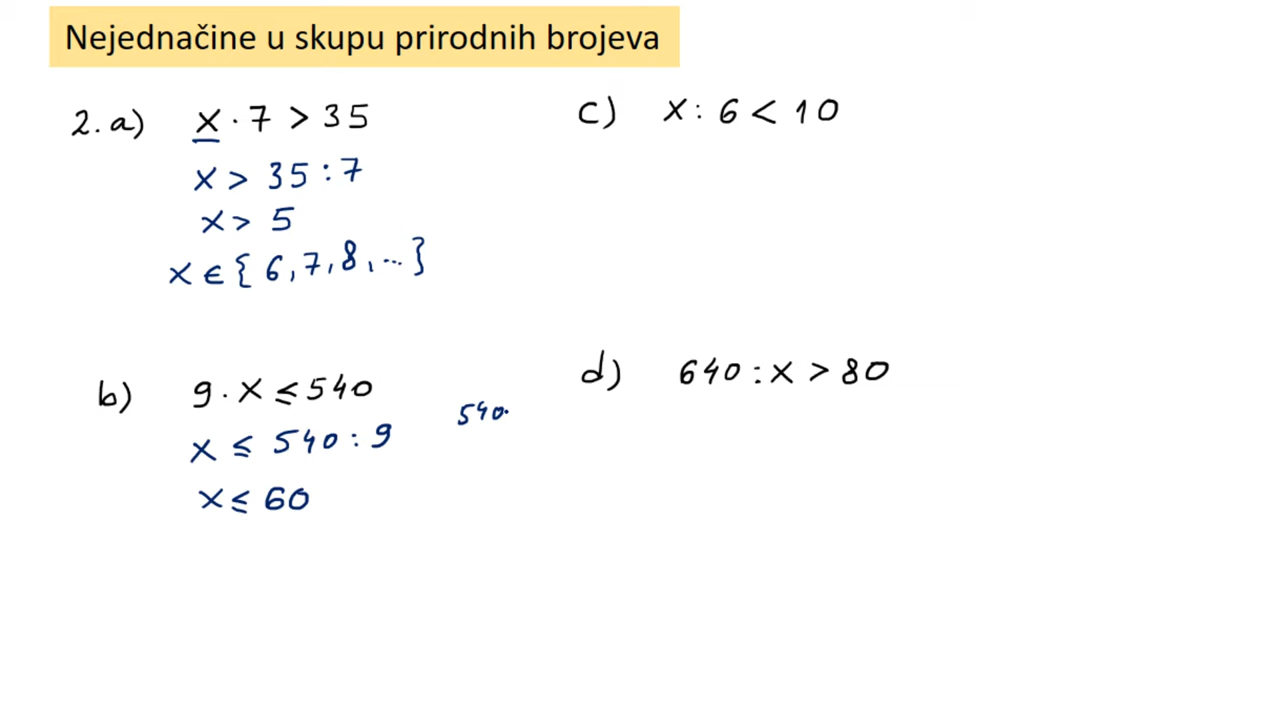 Nejednačine u skupu prirodnih brojeva
2. a) x · 7 > 35
x > 35 : 7
x > 5
x ∈ { 6, 7, 8, ... }
b) 9 · x ≤ 540
x ≤ 540 : 9
540·
x ≤ 60
c) x : 6 < 10
d) 640 : x > 80